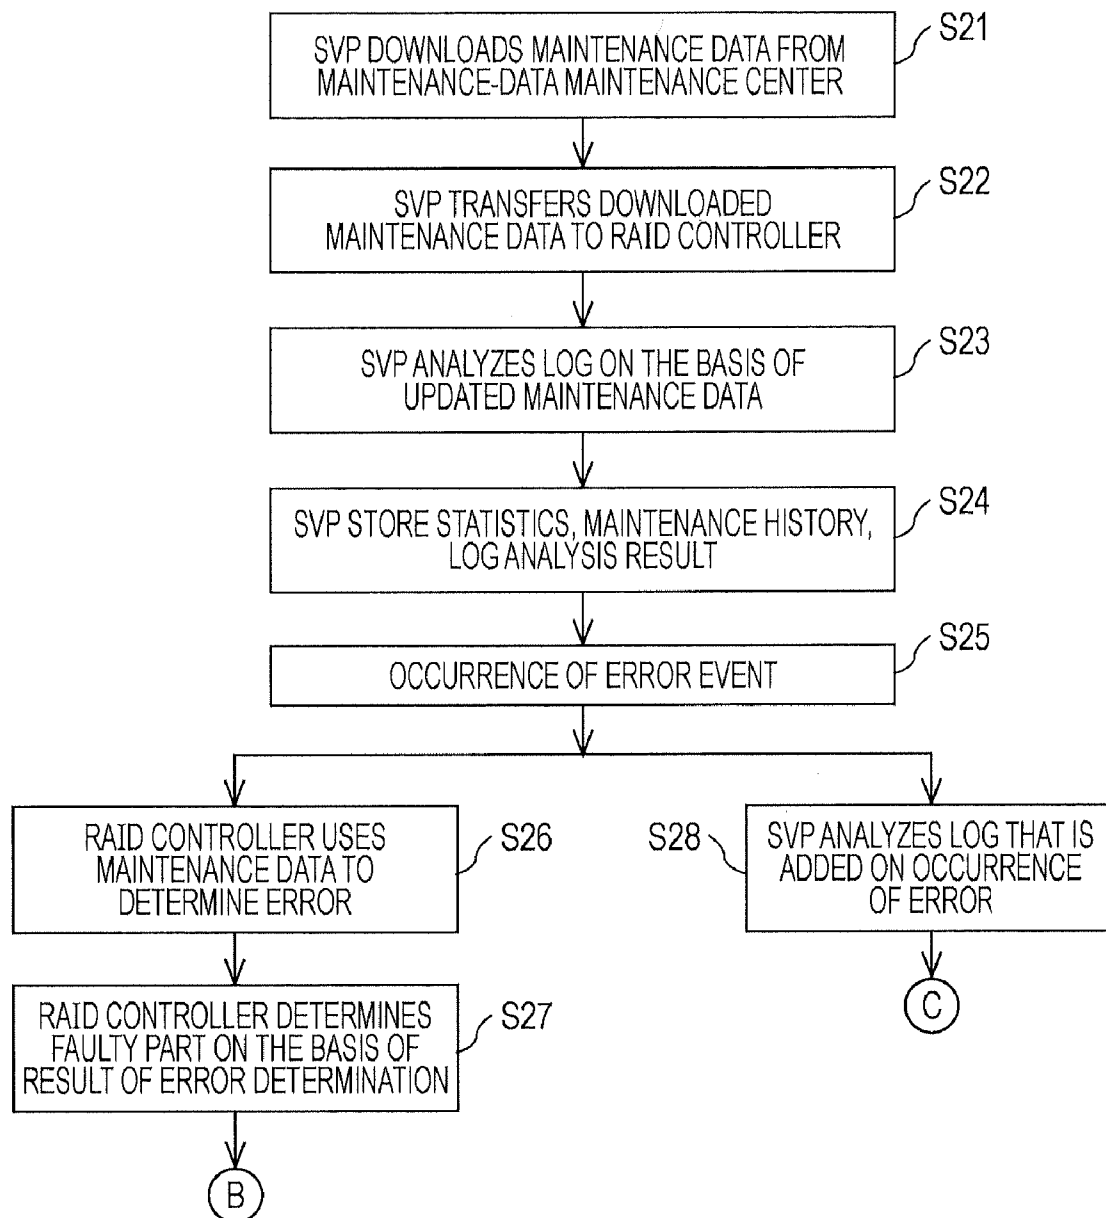 SVP DOWNLOADS MAINTENANCE DATA FROM
MAINTENANCE-DATA MAINTENANCE CENTER
S21
SVP TRANSFERS DOWNLOADED
MAINTENANCE DATA TO RAID CONTROLLER
S22
SVP ANALYZES LOG ON THE BASIS OF
UPDATED MAINTENANCE DATA
S23
SVP STORE STATISTICS, MAINTENANCE HISTORY,
LOG ANALYSIS RESULT
S24
OCCURRENCE OF ERROR EVENT
S25
RAID CONTROLLER USES
MAINTENANCE DATA TO
DETERMINE ERROR
S26
RAID CONTROLLER DETERMINES
FAULTY PART ON THE BASIS OF
RESULT OF ERROR DETERMINATION
S27
B
S28
SVP ANALYZES LOG THAT IS
ADDED ON OCCURRENCE
OF ERROR
C